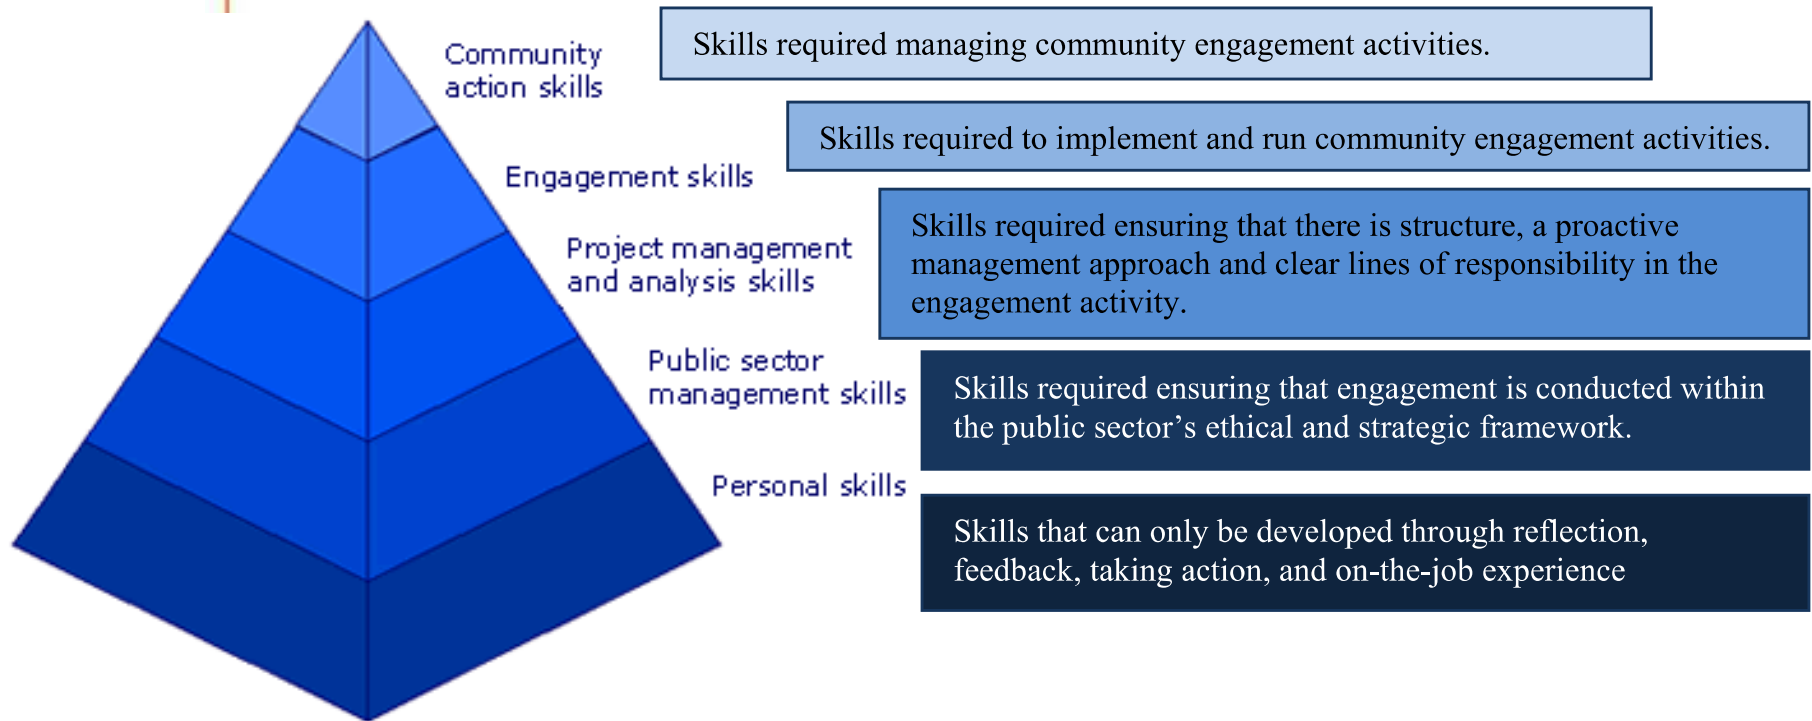 Community
action skills
Skills required managing community engagement activities.
Engagement skills
Skills required to implement and run community engagement activities.
Project management
and analysis skills
Skills required ensuring that there is structure, a proactive
management approach and clear lines of responsibility in the
engagement activity.
Public sector
management skills
Skills required ensuring that engagement is conducted within
the public sector’s ethical and strategic framework.
Personal skills
Skills that can only be developed through reflection,
feedback, taking action, and on-the-job experience